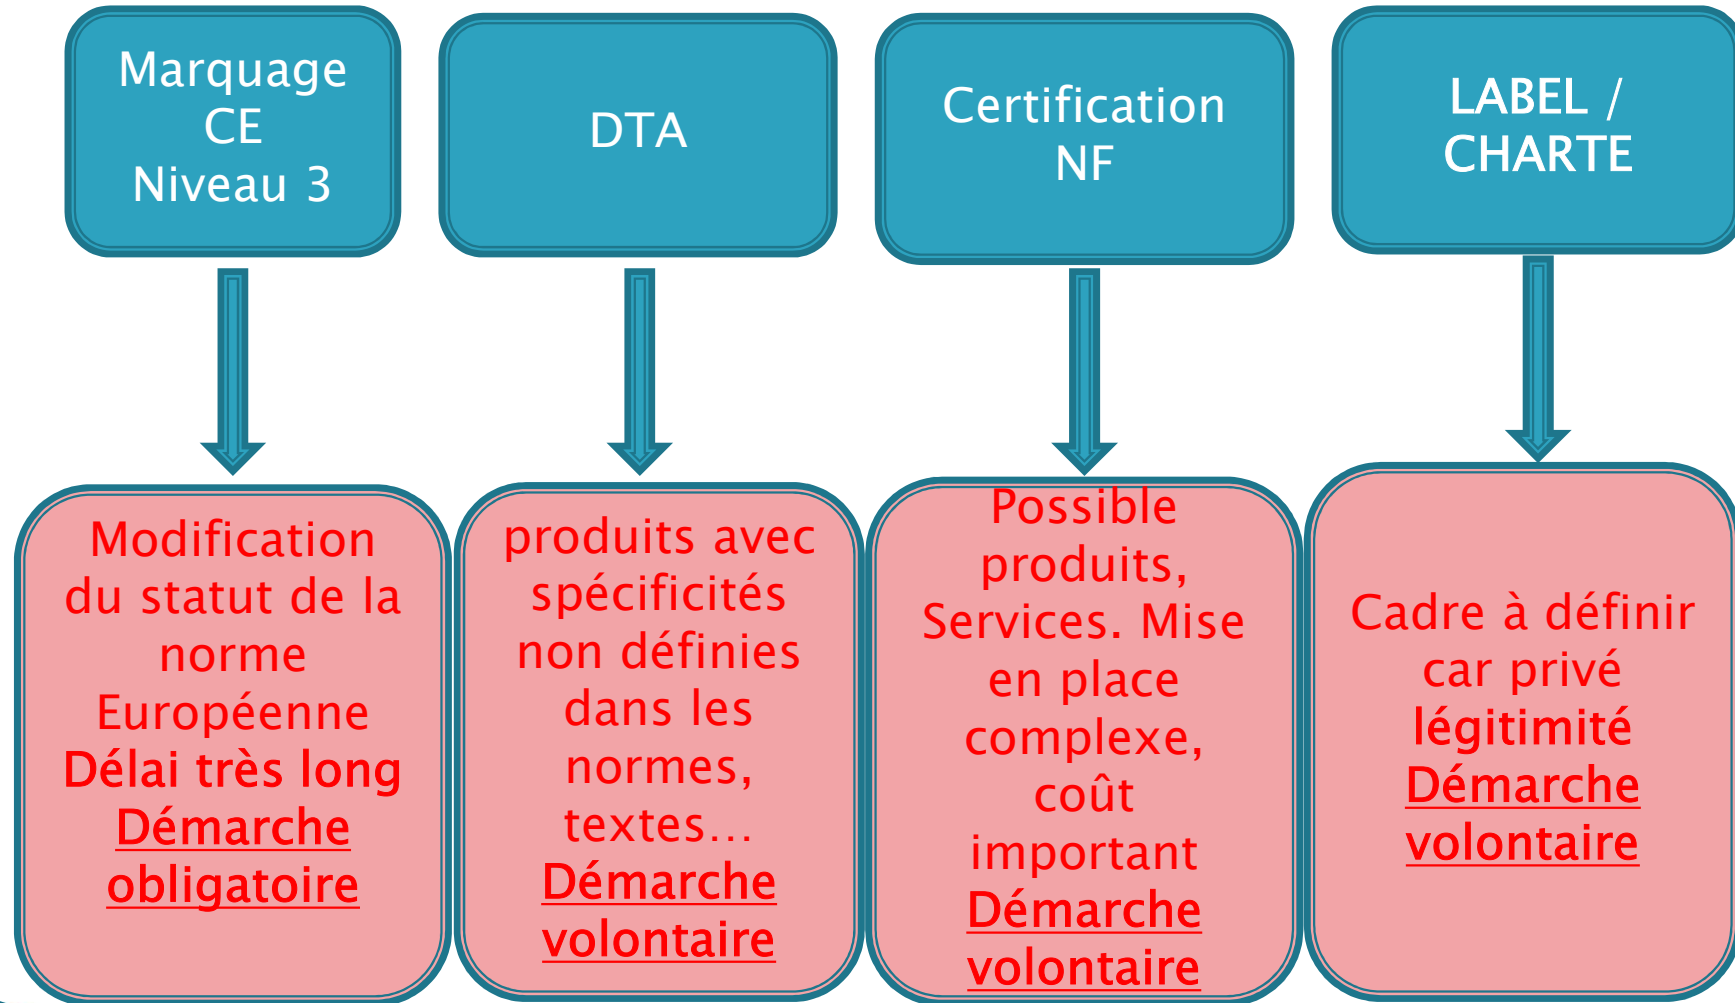 Marquage
CE
Niveau 3
DTA
Certification
NF
LABEL /
CHARTE
Modification
du statut de la
norme
Européenne
Délai très long
Démarche
obligatoire
produits avec
spécificités
non définies
dans les
normes,
textes…
Démarche
volontaire
Possible
produits,
Services. Mise
en place
complexe,
coût
important
Démarche
volontaire
Cadre à définir
car privé
légitimité
Démarche
volontaire